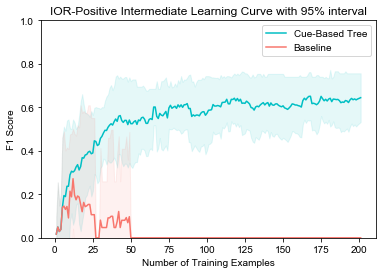 IOR-Positive Intermediate Learning Curve with 95% interval
Cue-Based Tree
Baseline
F1 Score
1.0
0.8
0.6
0.4
0.2
0.0
0 25 50 75 100 125 150 175 200
Number of Training Examples